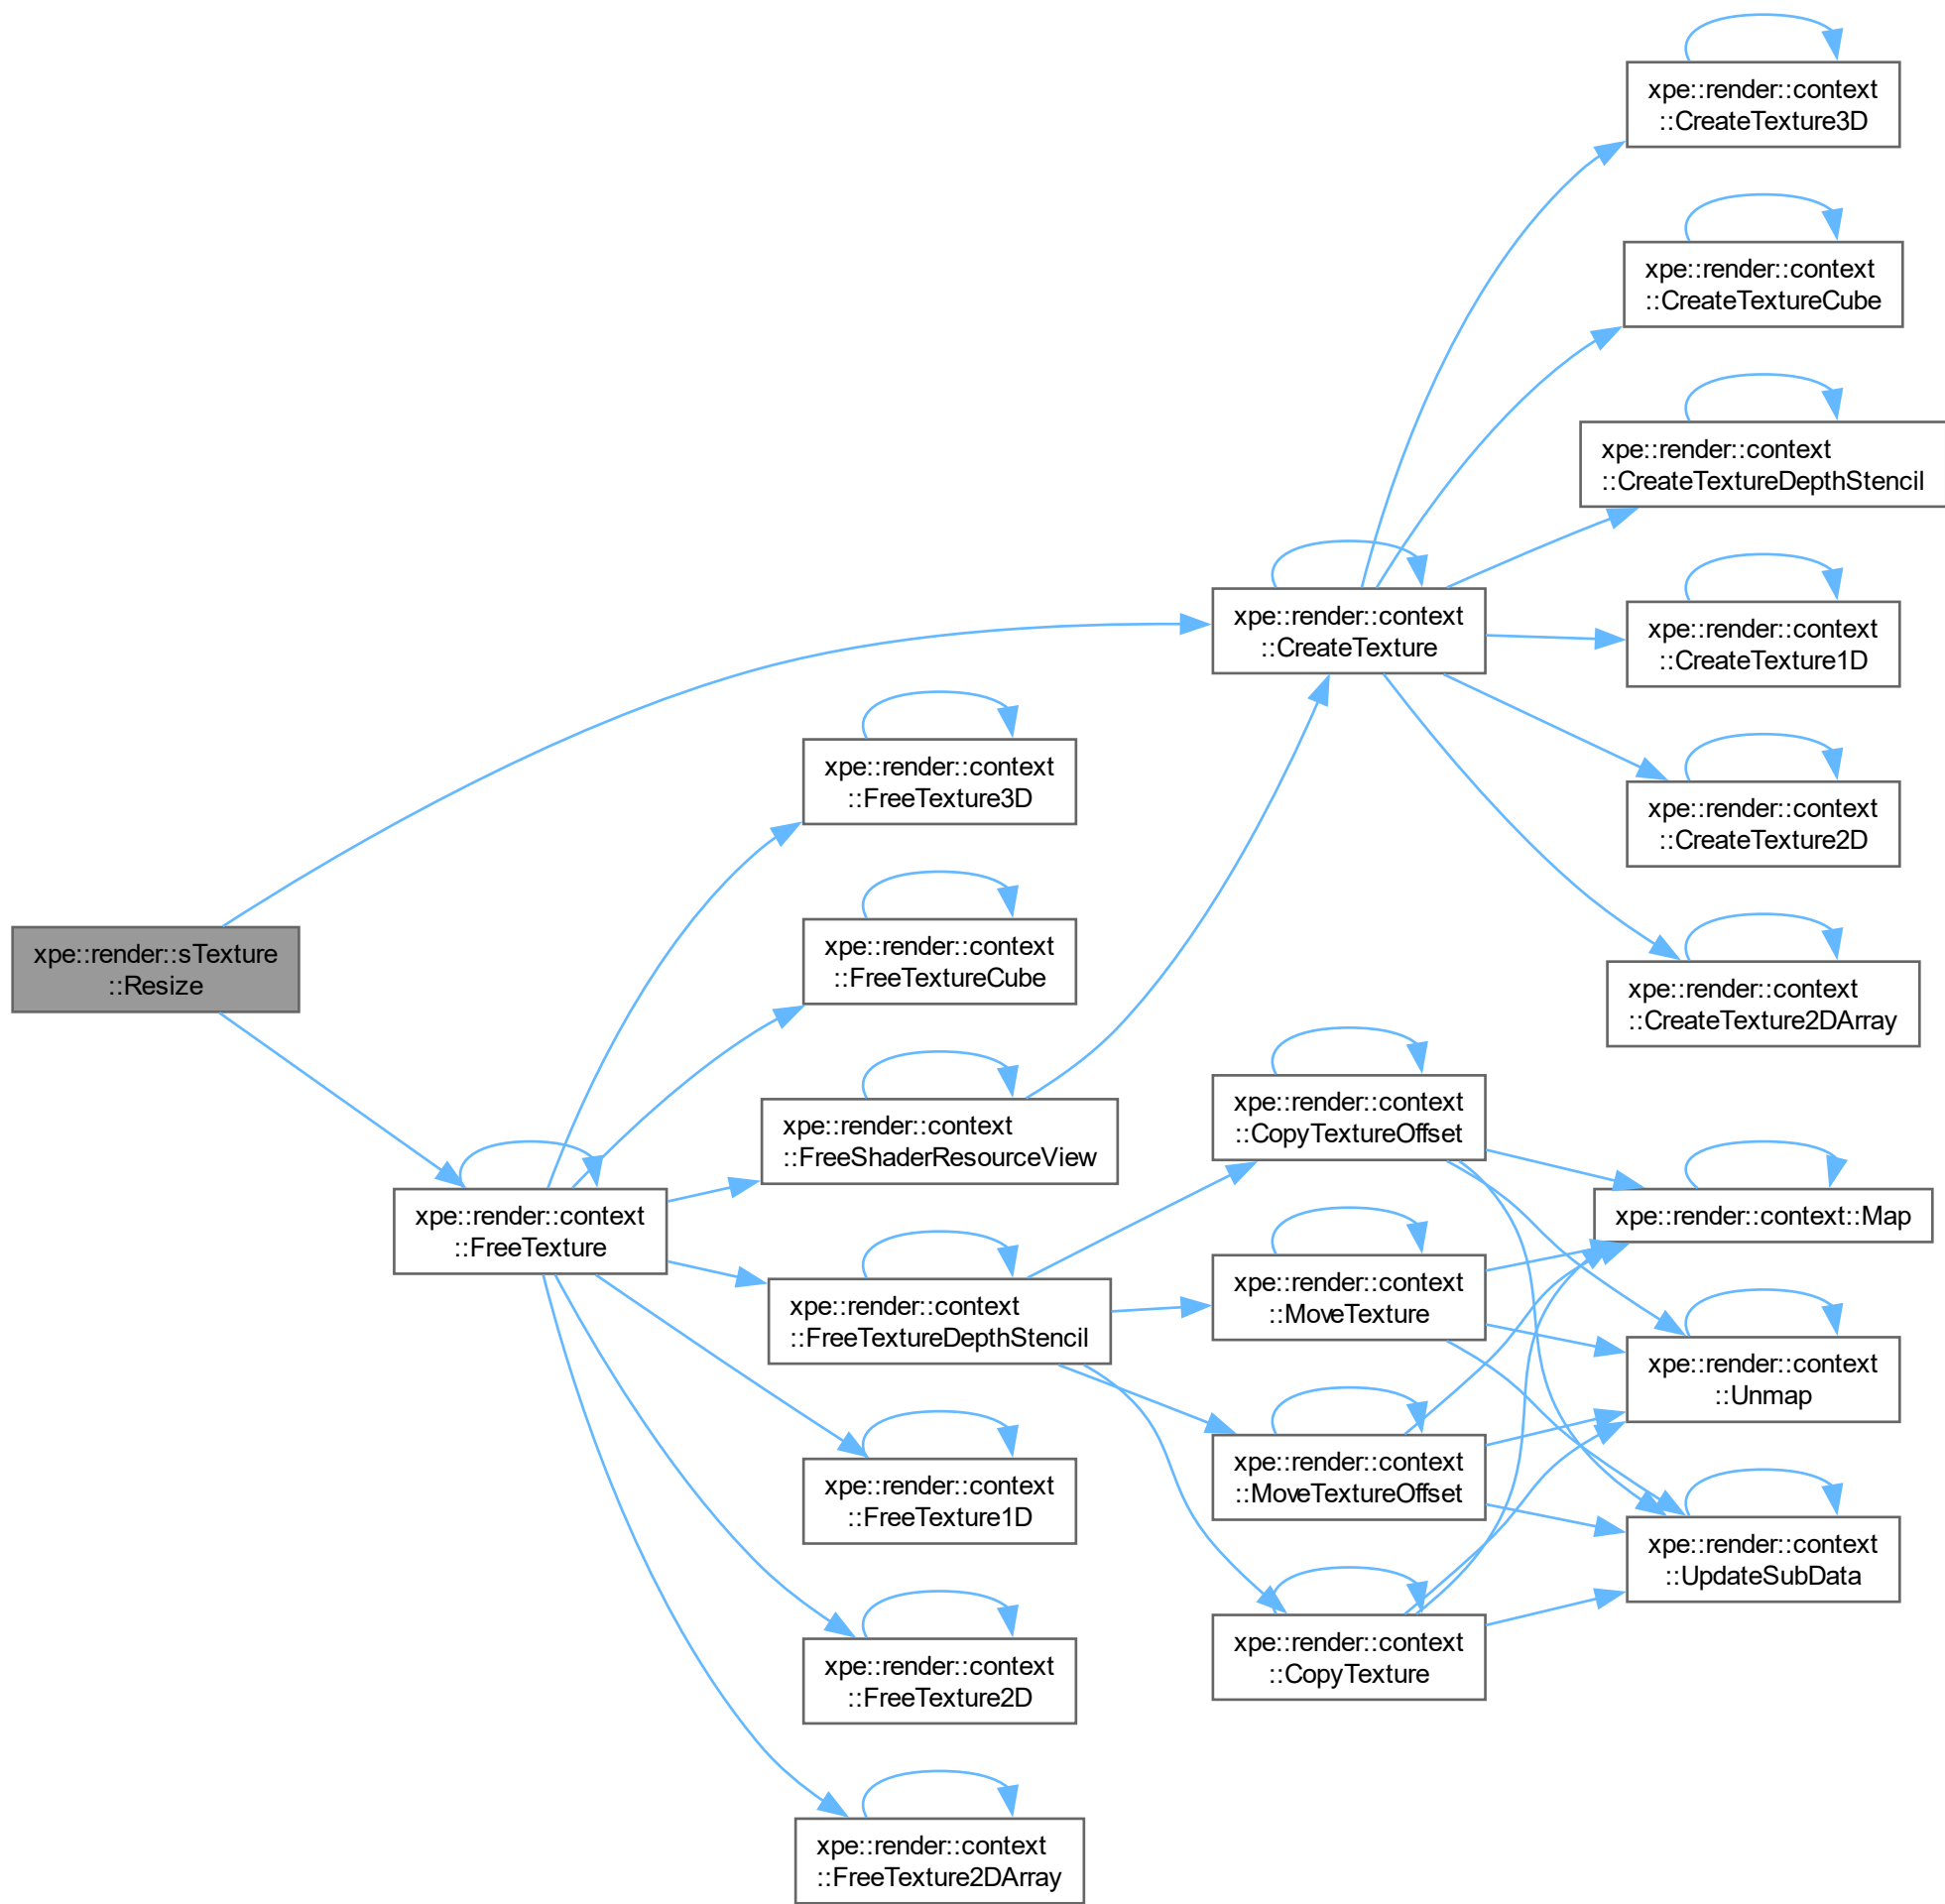 xpe::render::context
::CreateTexture3D
xpe::render::context
::CreateTextureCube
xpe::render::context
::CreateTextureDepthStencil
xpe::render::context
::CreateTexture
xpe::render::context
::CreateTexture1D
xpe::render::context
::FreeTexture3D
xpe::render::context
::CreateTexture2D
xpe::render::sTexture
::Resize
xpe::render::context
::FreeTextureCube
xpe::render::context
::CreateTexture2DArray
xpe::render::context
::FreeShaderResourceView
xpe::render::context
::CopyTextureOffset
xpe::render::context
::FreeTexture
xpe::render::context::Map
xpe::render::context
::FreeTextureDepthStencil
xpe::render::context
::MoveTexture
xpe::render::context
::Unmap
xpe::render::context
::FreeTexture1D
xpe::render::context
::MoveTextureOffset
xpe::render::context
::UpdateSubData
xpe::render::context
::FreeTexture2D
xpe::render::context
::CopyTexture
xpe::render::context
::FreeTexture2DArray